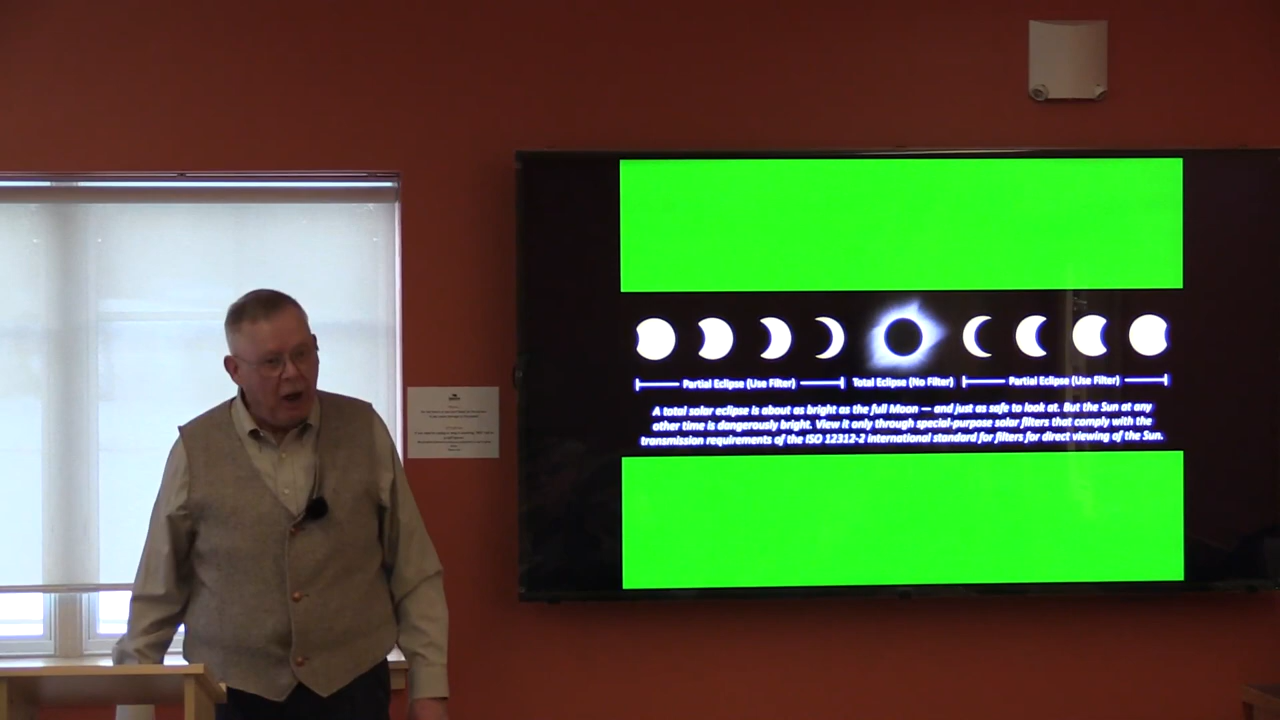 Partial Eclipse (Use Filter)
Total Eclipse (No Filter)
Partial Eclipse (Use Filter)
A total solar eclipse is about as bright as the full Moon — and just as safe to look at. But the Sun at any
other time is dangerously bright. View it only through special-purpose solar filters that comply with the
transmission requirements of the ISO 12312-2 international standard for filters for direct viewing of the Sun.